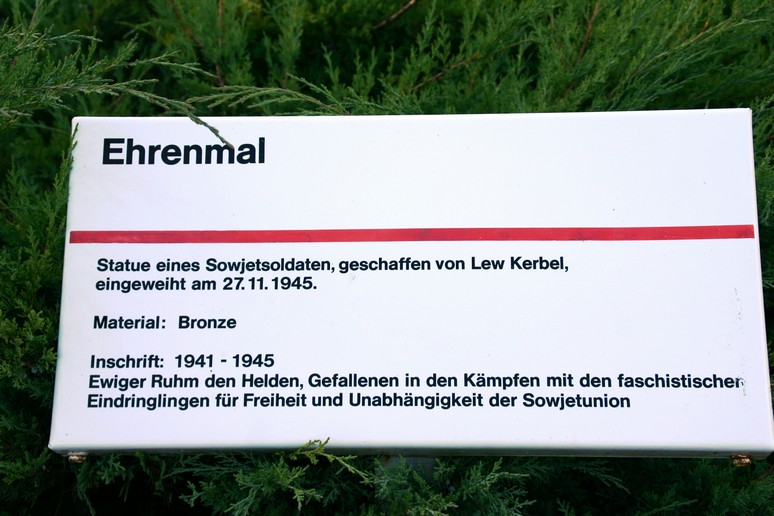 Ehrenmal
Statue eines Sowjetsoldaten, geschaffen von Lew Kerbel,
eingeweiht am 27.11.1945.
Material: Bronze
Inschrift: 1941 - 1945
Ewiger Ruhm den Helden, Gefallenen in den Kämpfen mit den faschistischen
Eindringlingen für Freiheit und Unabhängigkeit der Sowjetunion